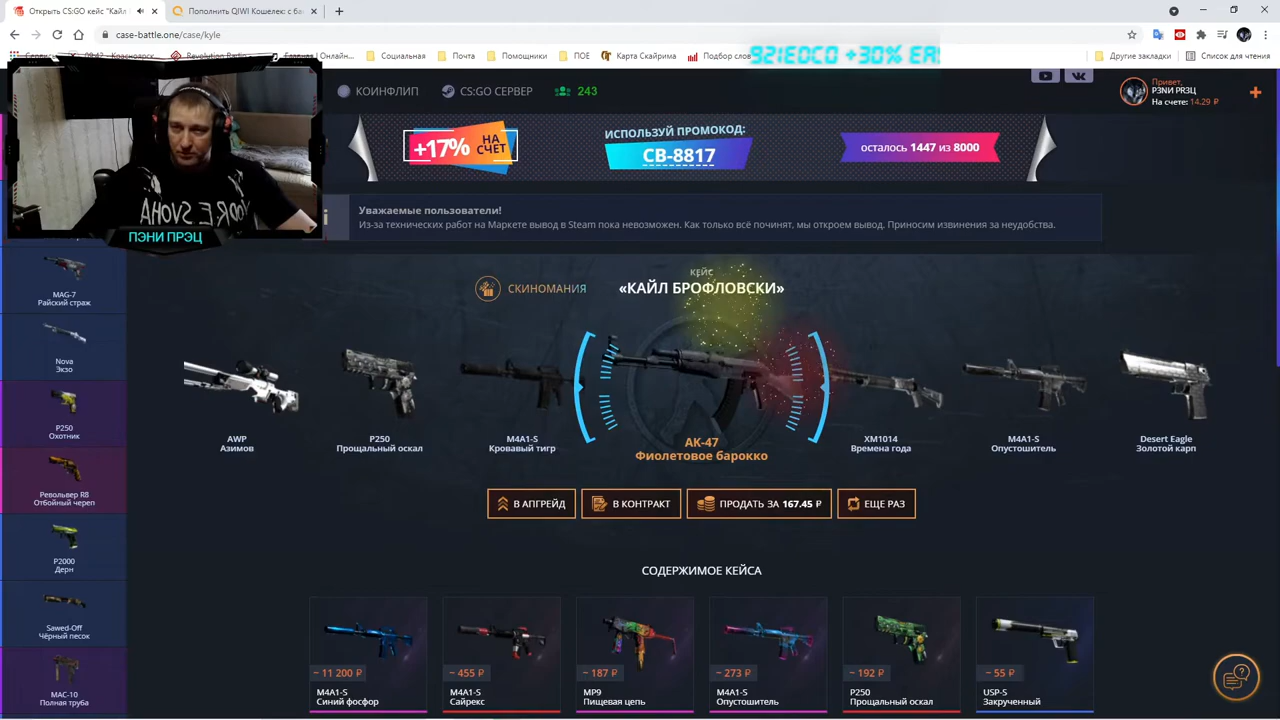 Открыть CS:GO кейс "Кайл
Пополнить QIWI Кошелек: с ба
case-battle.one/case/kyle
Главная | Онлайн...
Социальная
Почта
Помощники
ПОЕ
Карта Скайрима
Подбор слов
921EDCO +30%
Другие закладки
Список для чтения
КОИНФЛИП
CS:GO СЕРВЕР
243
Привет,
P3NИ PR3Ц
На счете: 14.29 ₽
+17% НА СЧЕТ
ИСПОЛЬЗУЙ ПРОМОКОД:
CB-8817
осталось 1447 из 8000
Уважаемые пользователи!
Из-за технических работ на Маркете вывод в Steam пока невозможен. Как только всё починят, мы откроем вывод. Приносим извинения за неудобства.
ПЭНИ ПРЭЦ
MAG-7
Райский страж
Nova
Экзо
P250
Охотник
Револьвер R8
Отбойный череп
P2000
Дерн
Sawed-Off
Чёрный песок
MAC-10
Полная труба
СКИНОМАНИЯ
КЕЙС
«КАЙЛ БРОФЛОВСКИ»
AWP
Азимов
P250
Прощальный оскал
M4A1-S
Кровавый тигр
АК-47
Фиолетовое барокко
XM1014
Времена года
M4A1-S
Опустошитель
Desert Eagle
Золотой карп
В АПГРЕЙД
В КОНТРАКТ
ПРОДАТЬ ЗА 167.45 ₽
ЕЩЕ РАЗ
СОДЕРЖИМОЕ КЕЙСА
~ 11 200 ₽
M4A1-S
Синий фосфор
~ 455 ₽
M4A1-S
Сайрекс
~ 187 ₽
MP9
Пищевая цепь
~ 273 ₽
M4A1-S
Опустошитель
~ 192 ₽
P250
Прощальный оскал
~ 55 ₽
USP-S
Закрученный